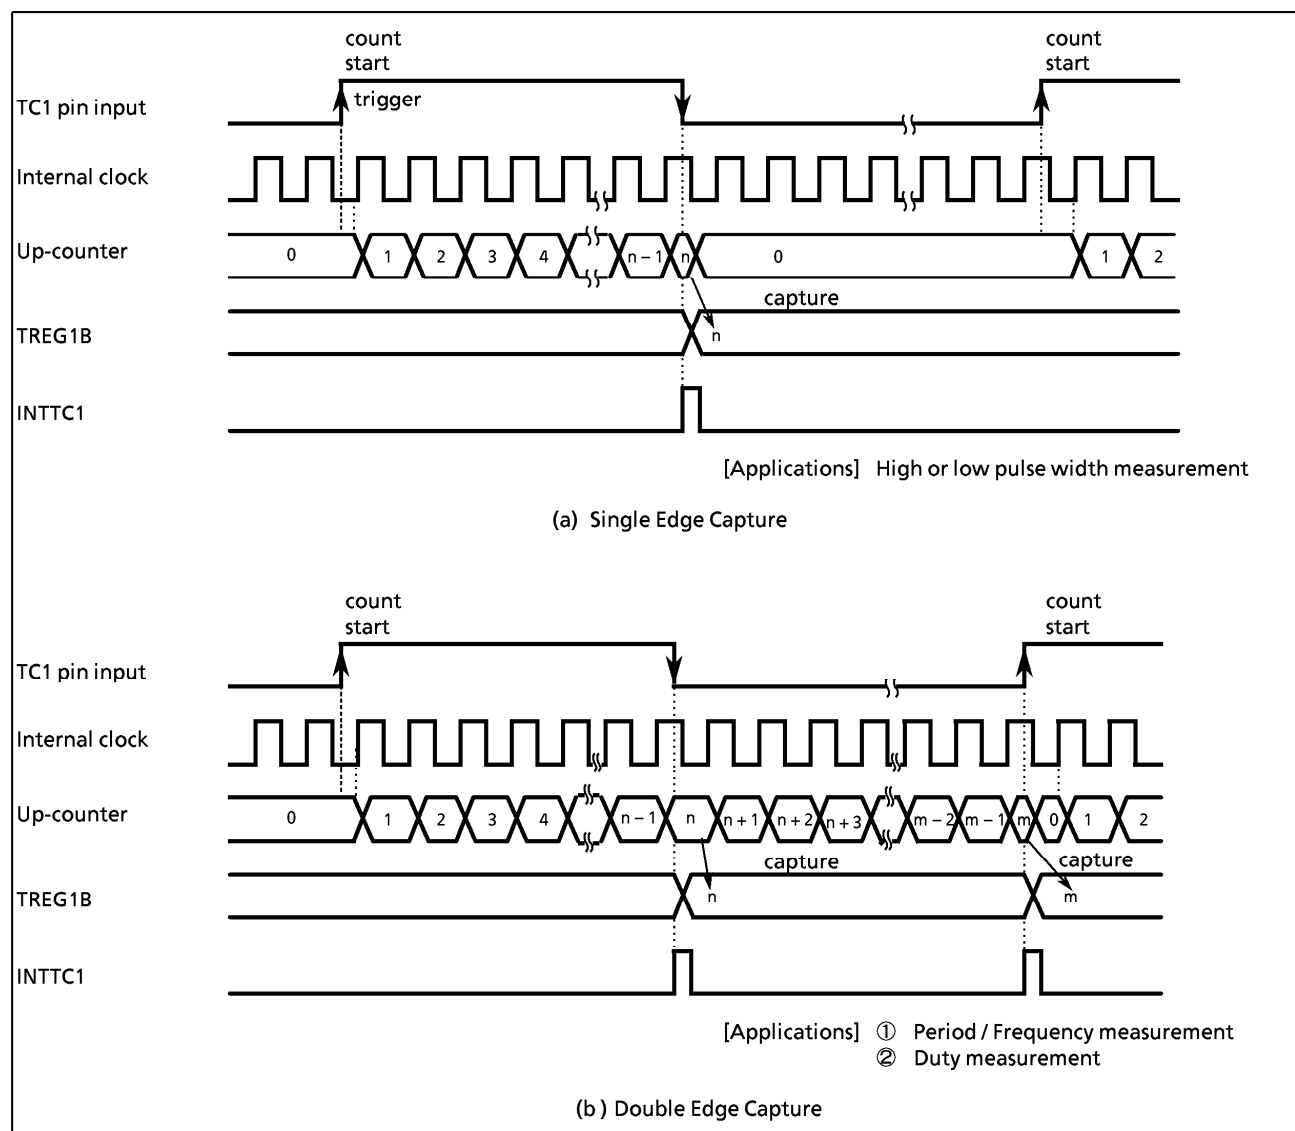 count
start
count
start
TC1 pin input
trigger
Internal clock
Up-counter
0 1 2 3 4 n – 1 n 0 1 2
capture
TREG1B
n
INTTC1
[Applications] High or low pulse width measurement
(a) Single Edge Capture
count
start
count
start
TC1 pin input
Internal clock
Up-counter
0 1 2 3 4 n – 1 n n + 1 n + 2 n + 3 m – 2 m – 1 m 0 1 2
capture
capture
TREG1B
n
m
INTTC1
[Applications] ① Period / Frequency measurement
② Duty measurement
(b ) Double Edge Capture